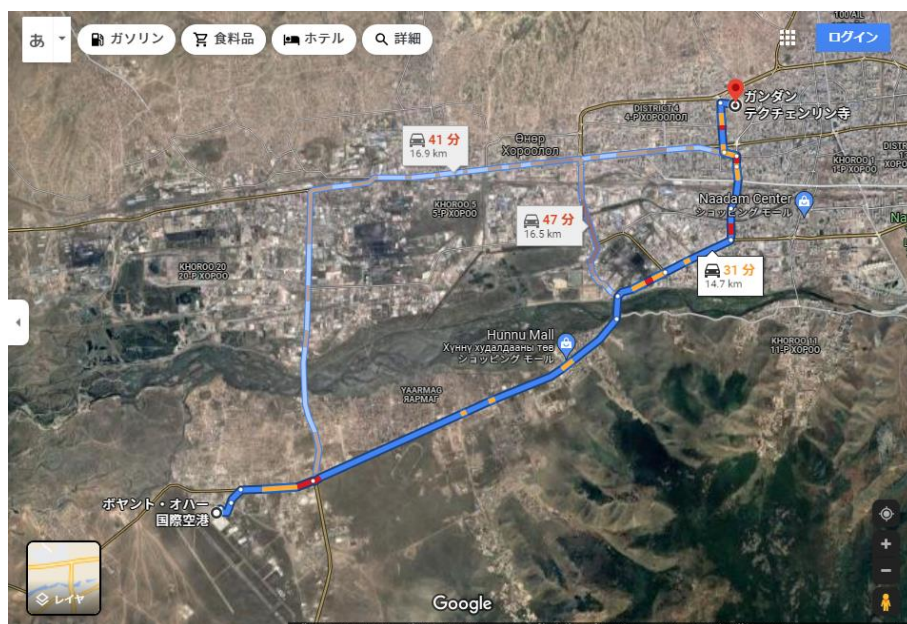 あ
ガソリン
食料品
ホテル
詳細
ログイン
100 AIL
ガンダン
テクチェンリン寺
DISTRICT 4
4-Р ХОРООЛОЛ
41 分
16.9 km
Өнөр
Хороолол
KHOROO 1
1-Р ХОРОО
KHOROO 5
5-Р ХОРОО
Naadam Center
ショッピング モール
47 分
16.5 km
KHOROO 20
20-Р ХОРОО
31 分
14.7 km
Hunnu Mall
Хүннү худалдааны төв
ショッピング モール
KHOROO 11
11-Р ХОРОО
YAARMAG
ЯАРМАГ
ボヤント・オハー
国際空港
レイヤ
Google